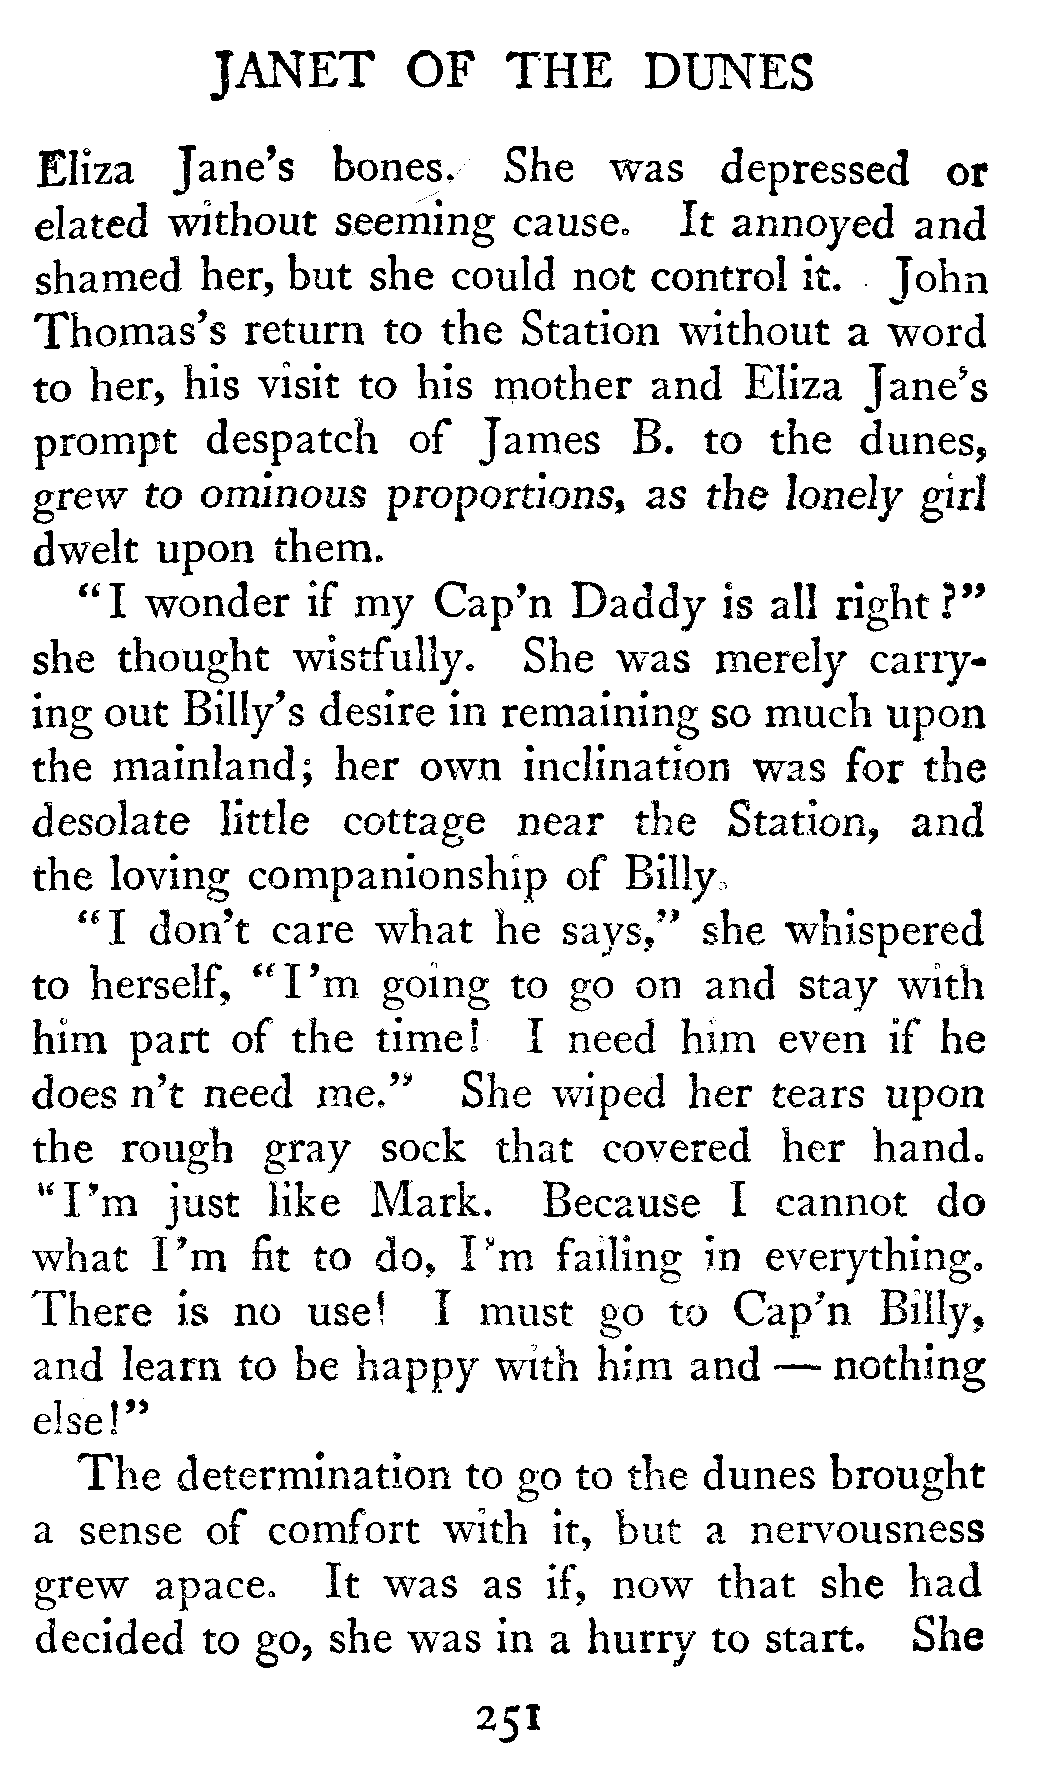 JANET OF THE DUNES
Eliza Jane's bones. She was depressed or
elated without seeming cause. It annoyed and
shamed her, but she could not control it. John
Thomas's return to the Station without a word
to her, his visit to his mother and Eliza Jane's
prompt despatch of James B. to the dunes,
grew to ominous proportions, as the lonely girl
dwelt upon them.
"I wonder if my Cap'n Daddy is all right?"
she thought wistfully. She was merely carry-
ing out Billy's desire in remaining so much upon
the mainland; her own inclination was for the
desolate little cottage near the Station, and
the loving companionship of Billy.
"I don't care what he says," she whispered
to herself, "I'm going to go on and stay with
him part of the time! I need him even if he
does n't need me." She wiped her tears upon
the rough gray sock that covered her hand.
"I'm just like Mark. Because I cannot do
what I'm fit to do, I'm failing in everything.
There is no use! I must go to Cap'n Billy,
and learn to be happy with him and — nothing
else!"
The determination to go to the dunes brought
a sense of comfort with it, but a nervousness
grew apace. It was as if, now that she had
decided to go, she was in a hurry to start. She
251